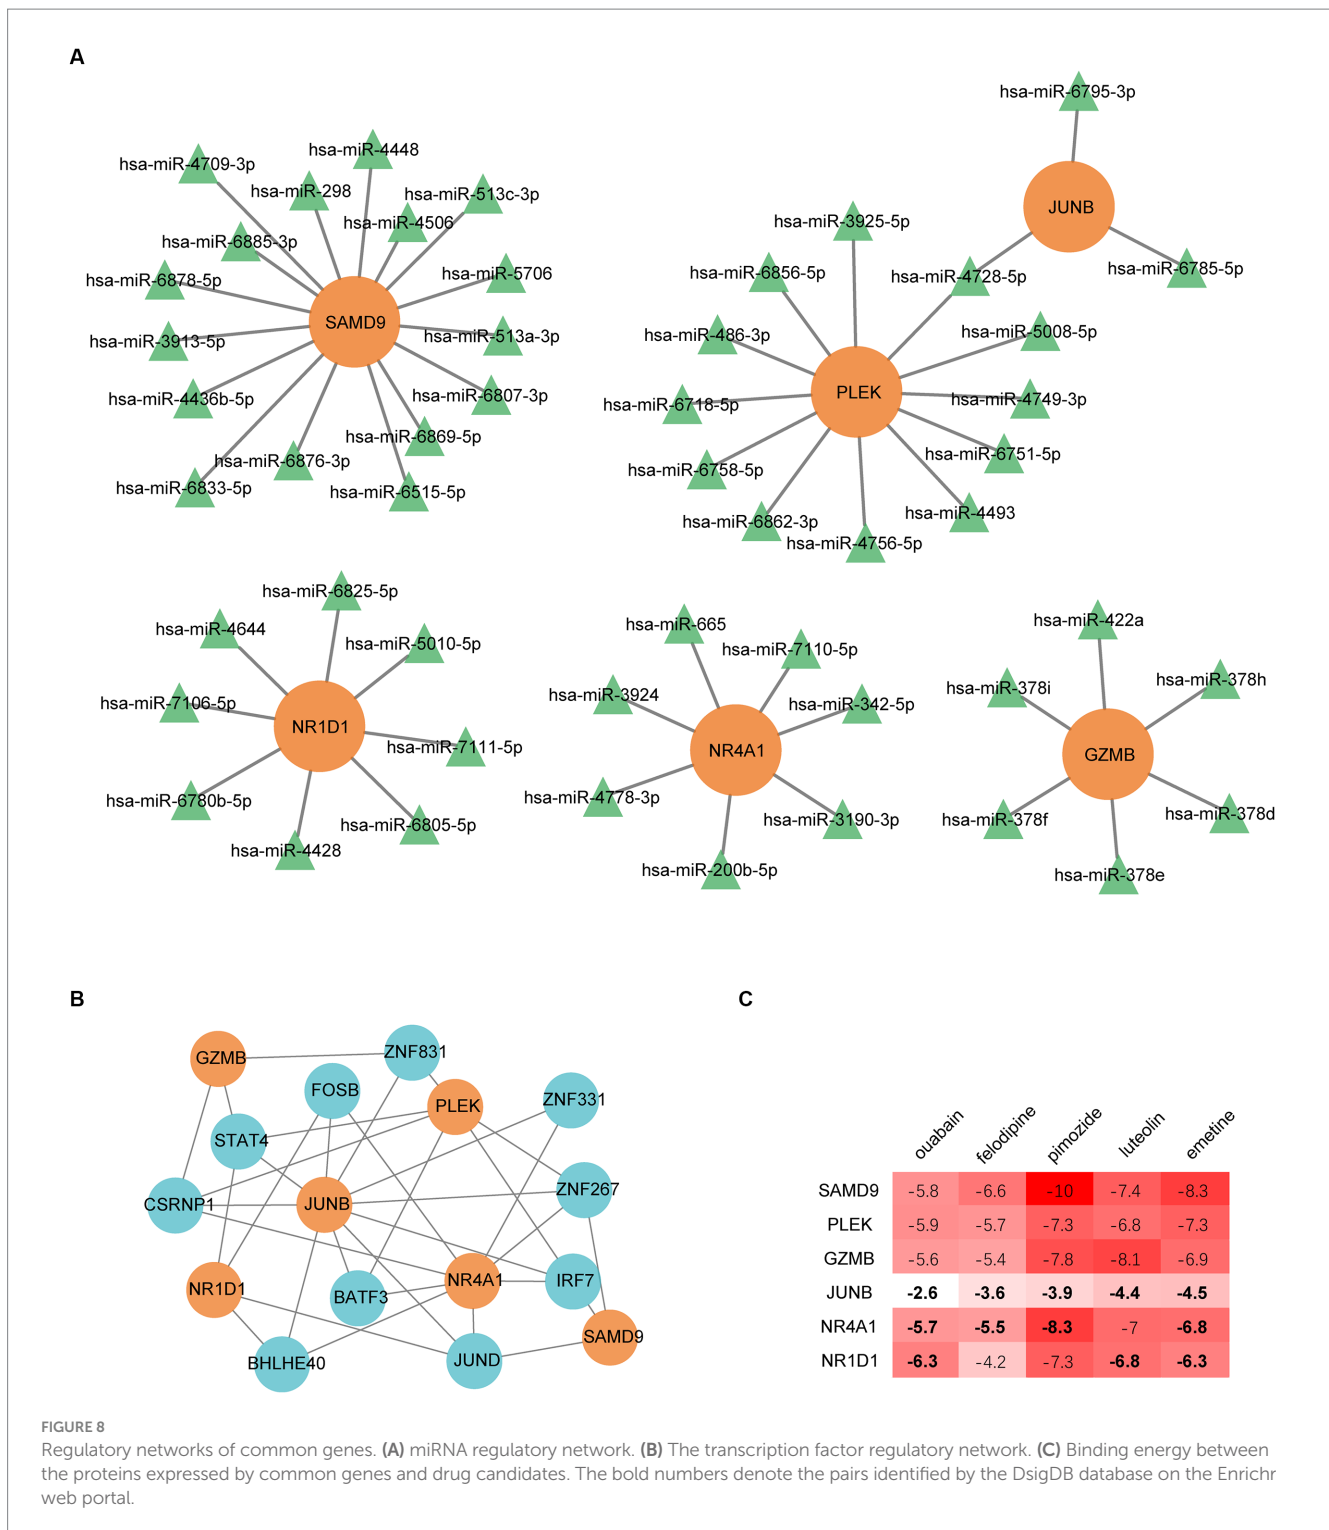 A
hsa-miR-6795-3p
hsa-miR-4709-3p
hsa-miR-4448
hsa-miR-298
hsa-miR-513c-3p
hsa-miR-4506
hsa-miR-6885-3p
hsa-miR-6878-5p
hsa-miR-5706
SAMD9
hsa-miR-3913-5p
hsa-miR-513a-3p
hsa-miR-4436b-5p
hsa-miR-6807-3p
hsa-miR-6869-5p
hsa-miR-6876-3p
hsa-miR-6833-5p
hsa-miR-6515-5p
JUNB
hsa-miR-3925-5p
hsa-miR-6856-5p
hsa-miR-4728-5p
hsa-miR-6785-5p
hsa-miR-486-3p
hsa-miR-5008-5p
PLEK
hsa-miR-6718-5p
hsa-miR-4749-3p
hsa-miR-6751-5p
hsa-miR-6758-5p
hsa-miR-4493
hsa-miR-6862-3p
hsa-miR-4756-5p
hsa-miR-6825-5p
hsa-miR-4644
hsa-miR-5010-5p
hsa-miR-7106-5p
NR1D1
hsa-miR-7111-5p
hsa-miR-6780b-5p
hsa-miR-6805-5p
hsa-miR-4428
hsa-miR-665
hsa-miR-7110-5p
hsa-miR-3924
hsa-miR-342-5p
NR4A1
hsa-miR-4778-3p
hsa-miR-3190-3p
hsa-miR-200b-5p
hsa-miR-422a
hsa-miR-378i
hsa-miR-378h
GZMB
hsa-miR-378f
hsa-miR-378d
hsa-miR-378e
B
GZMB
ZNF831
FOSB
PLEK
ZNF331
STAT4
CSRNP1
JUNB
ZNF267
NR1D1
BATF3
NR4A1
IRF7
SAMD9
BHLHE40
JUND
C
ouabain felodipine pimozide luteolin emetine
SAMD9 -5.8 -6.6 -10 -7.4 -8.3
PLEK -5.9 -5.7 -7.3 -6.8 -7.3
GZMB -5.6 -5.4 -7.8 -8.1 -6.9
JUNB -2.6 -3.6 -3.9 -4.4 -4.5
NR4A1 -5.7 -5.5 -8.3 -7 -6.8
NR1D1 -6.3 -4.2 -7.3 -6.8 -6.3
FIGURE 8
Regulatory networks of common genes. (A) miRNA regulatory network. (B) The transcription factor regulatory network. (C) Binding energy between
the proteins expressed by common genes and drug candidates. The bold numbers denote the pairs identified by the DsigDB database on the Enrichr
web portal.